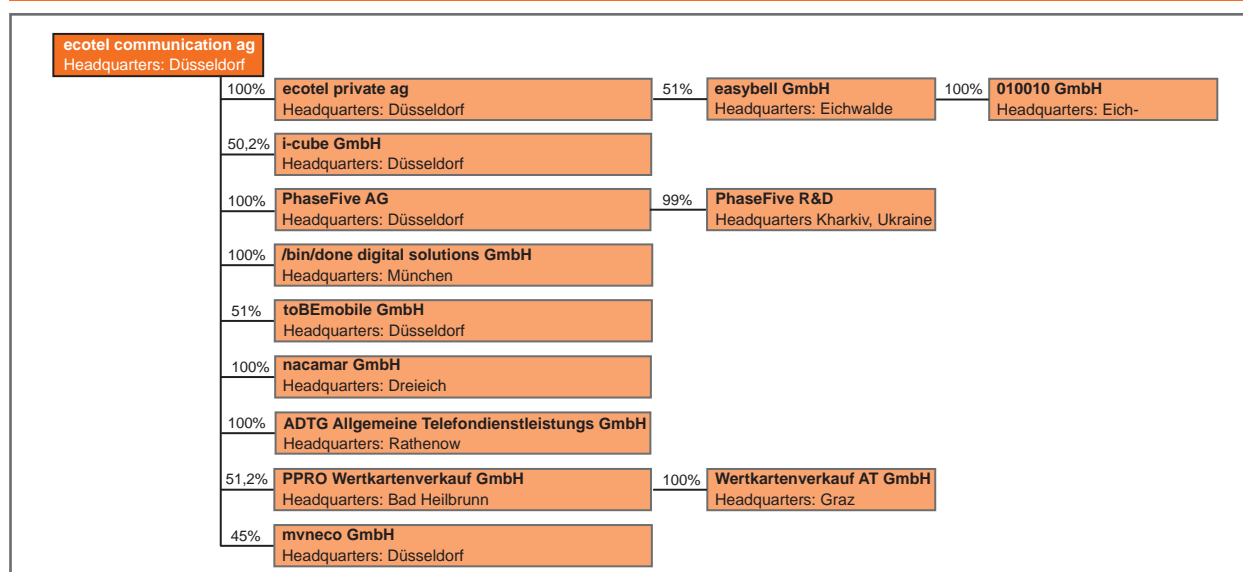 ecotel communication ag
Headquarters: Düsseldorf
100%
ecotel private ag
Headquarters: Düsseldorf
51%
easybell GmbH
Headquarters: Eichwalde
100%
010010 GmbH
Headquarters: Eich-
50,2%
i-cube GmbH
Headquarters: Düsseldorf
100%
PhaseFive AG
Headquarters: Düsseldorf
99%
PhaseFive R&D
Headquarters Kharkiv, Ukraine
100%
/bin/done digital solutions GmbH
Headquarters: München
51%
toBEmobile GmbH
Headquarters: Düsseldorf
100%
nacamar GmbH
Headquarters: Dreieich
100%
ADTG Allgemeine Telefondienstleistungs GmbH
Headquarters: Rathenow
51,2%
PPRO Wertkartenverkauf GmbH
Headquarters: Bad Heilbrunn
100%
Wertkartenverkauf AT GmbH
Headquarters: Graz
45%
mvneco GmbH
Headquarters: Düsseldorf